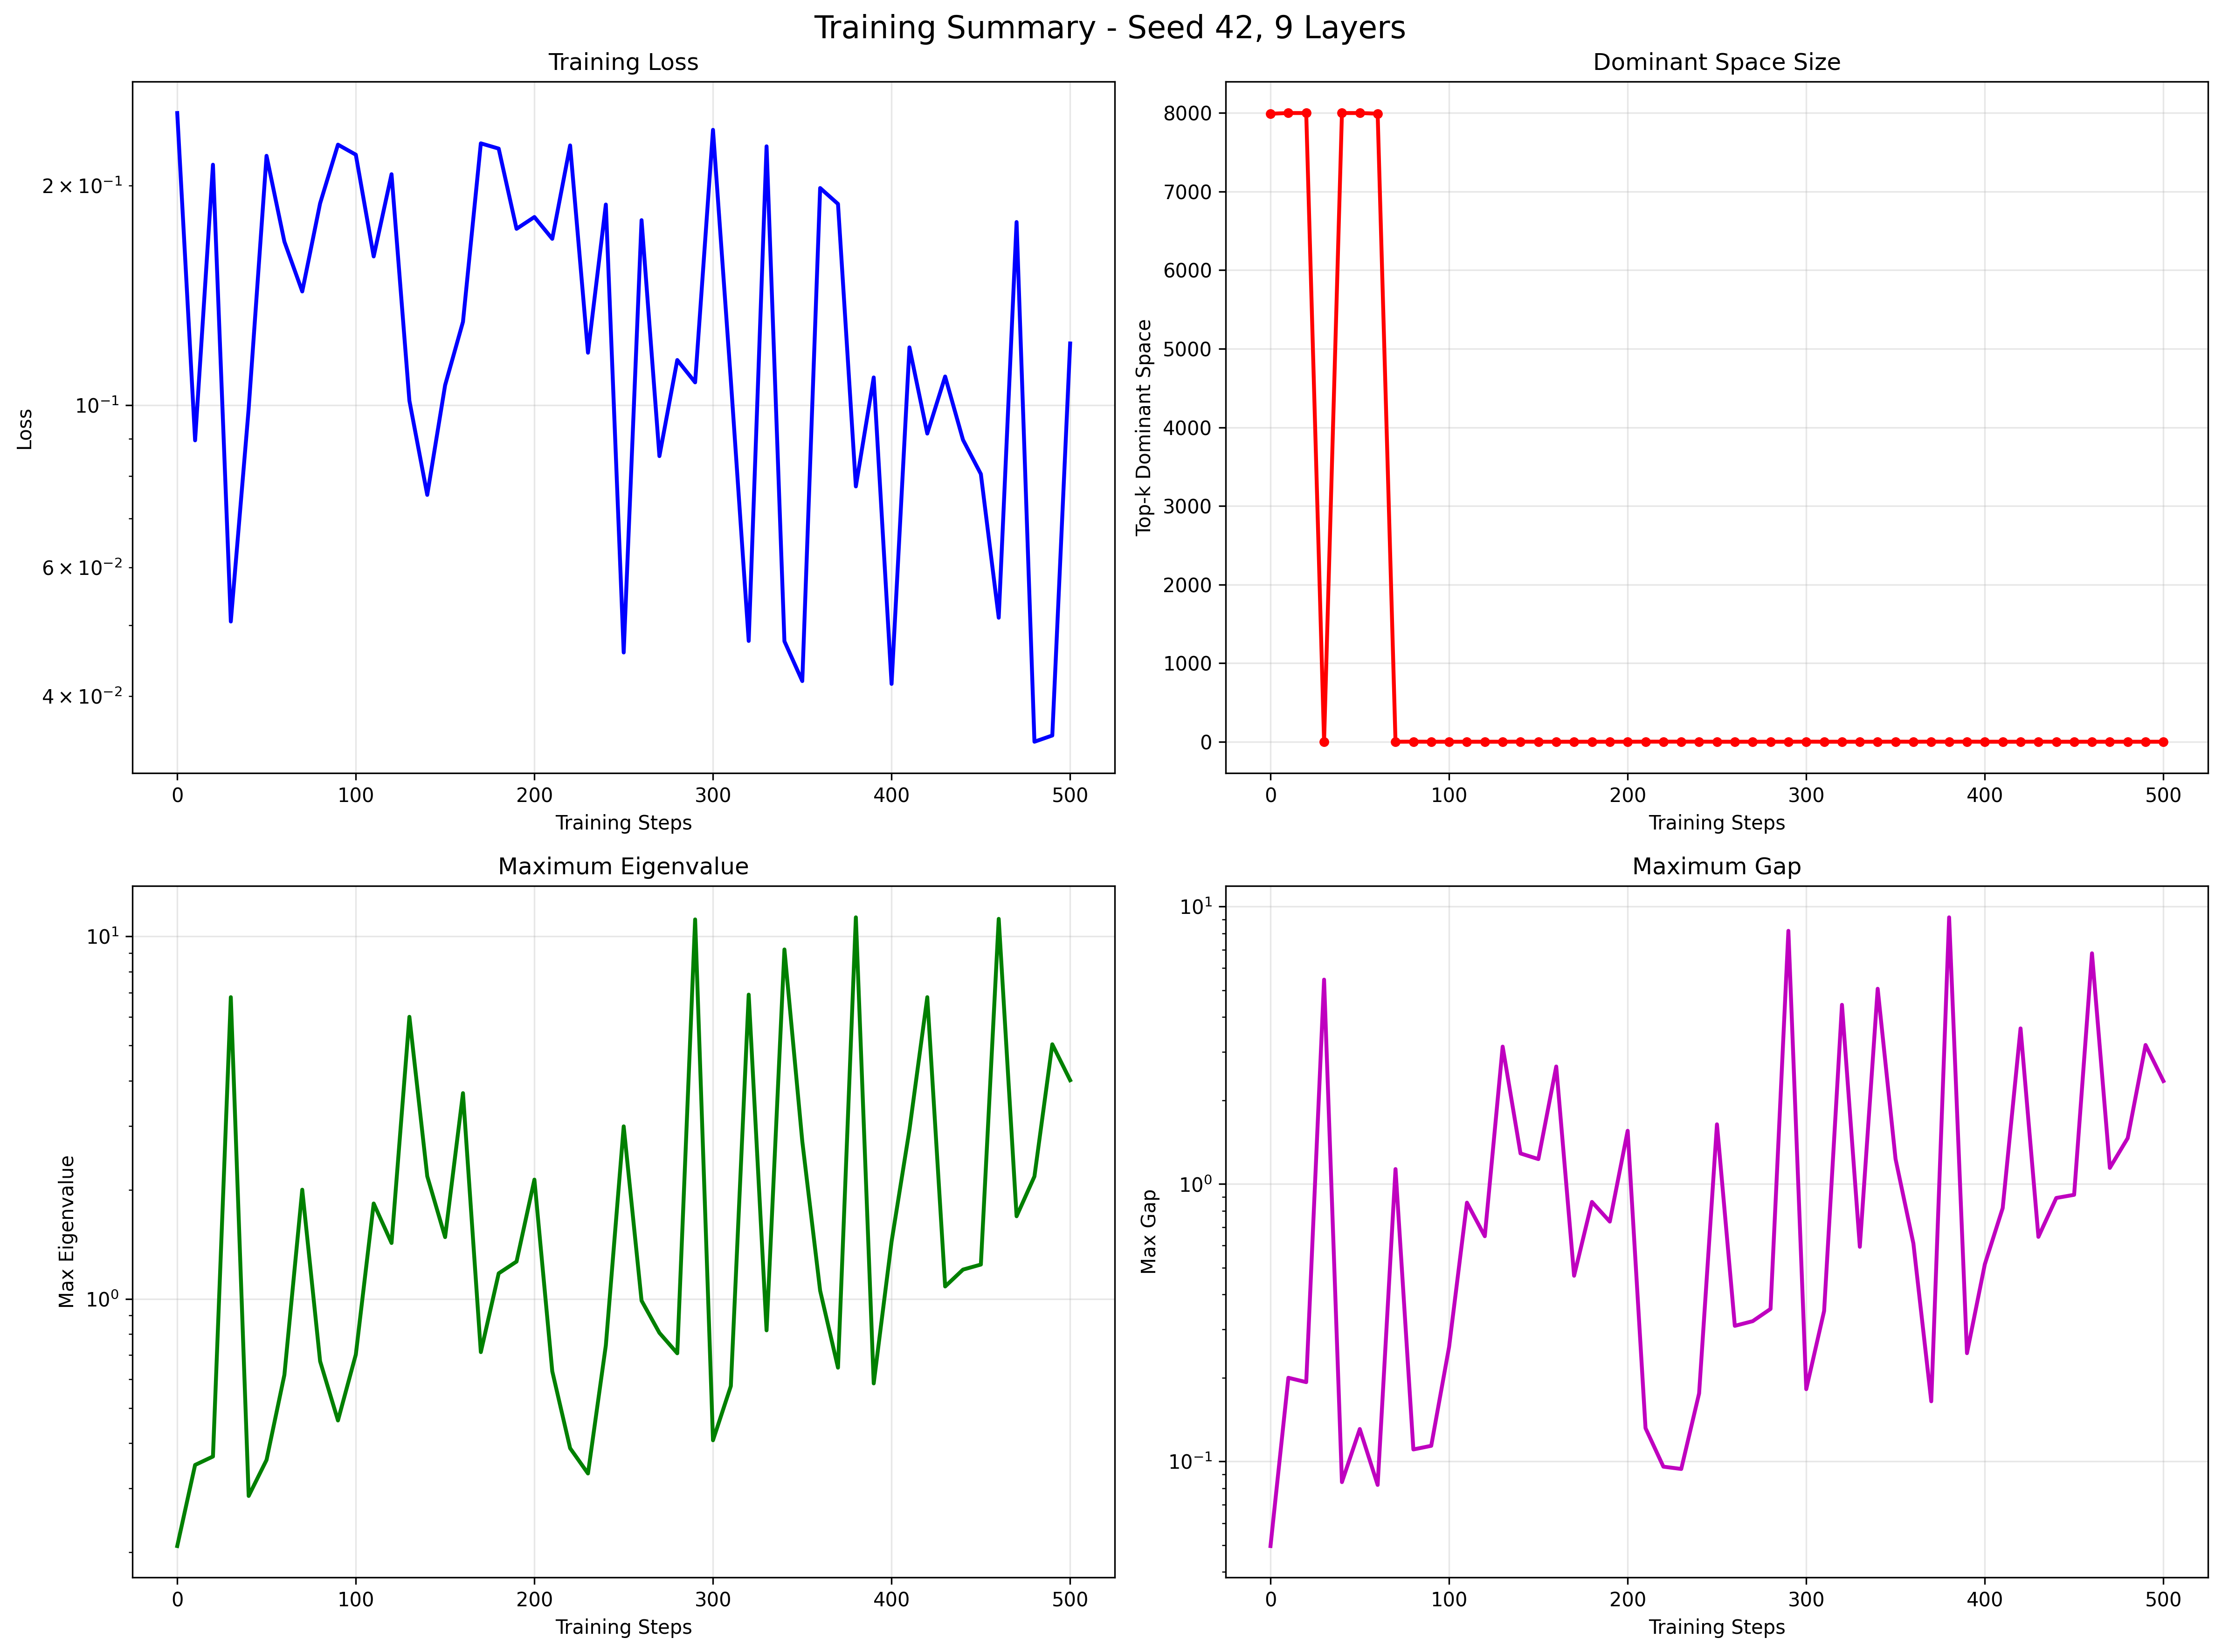 Training Summary - Seed 42, 9 Layers
Training Loss
Loss
2 × 10⁻¹
10⁻¹
6 × 10⁻²
4 × 10⁻²
0 100 200 300 400 500
Training Steps
Dominant Space Size
Top-k Dominant Space
8000
7000
6000
5000
4000
3000
2000
1000
0
0 100 200 300 400 500
Training Steps
Maximum Eigenvalue
Max Eigenvalue
10¹
10⁰
0 100 200 300 400 500
Training Steps
Maximum Gap
Max Gap
10¹
10⁰
10⁻¹
0 100 200 300 400 500
Training Steps